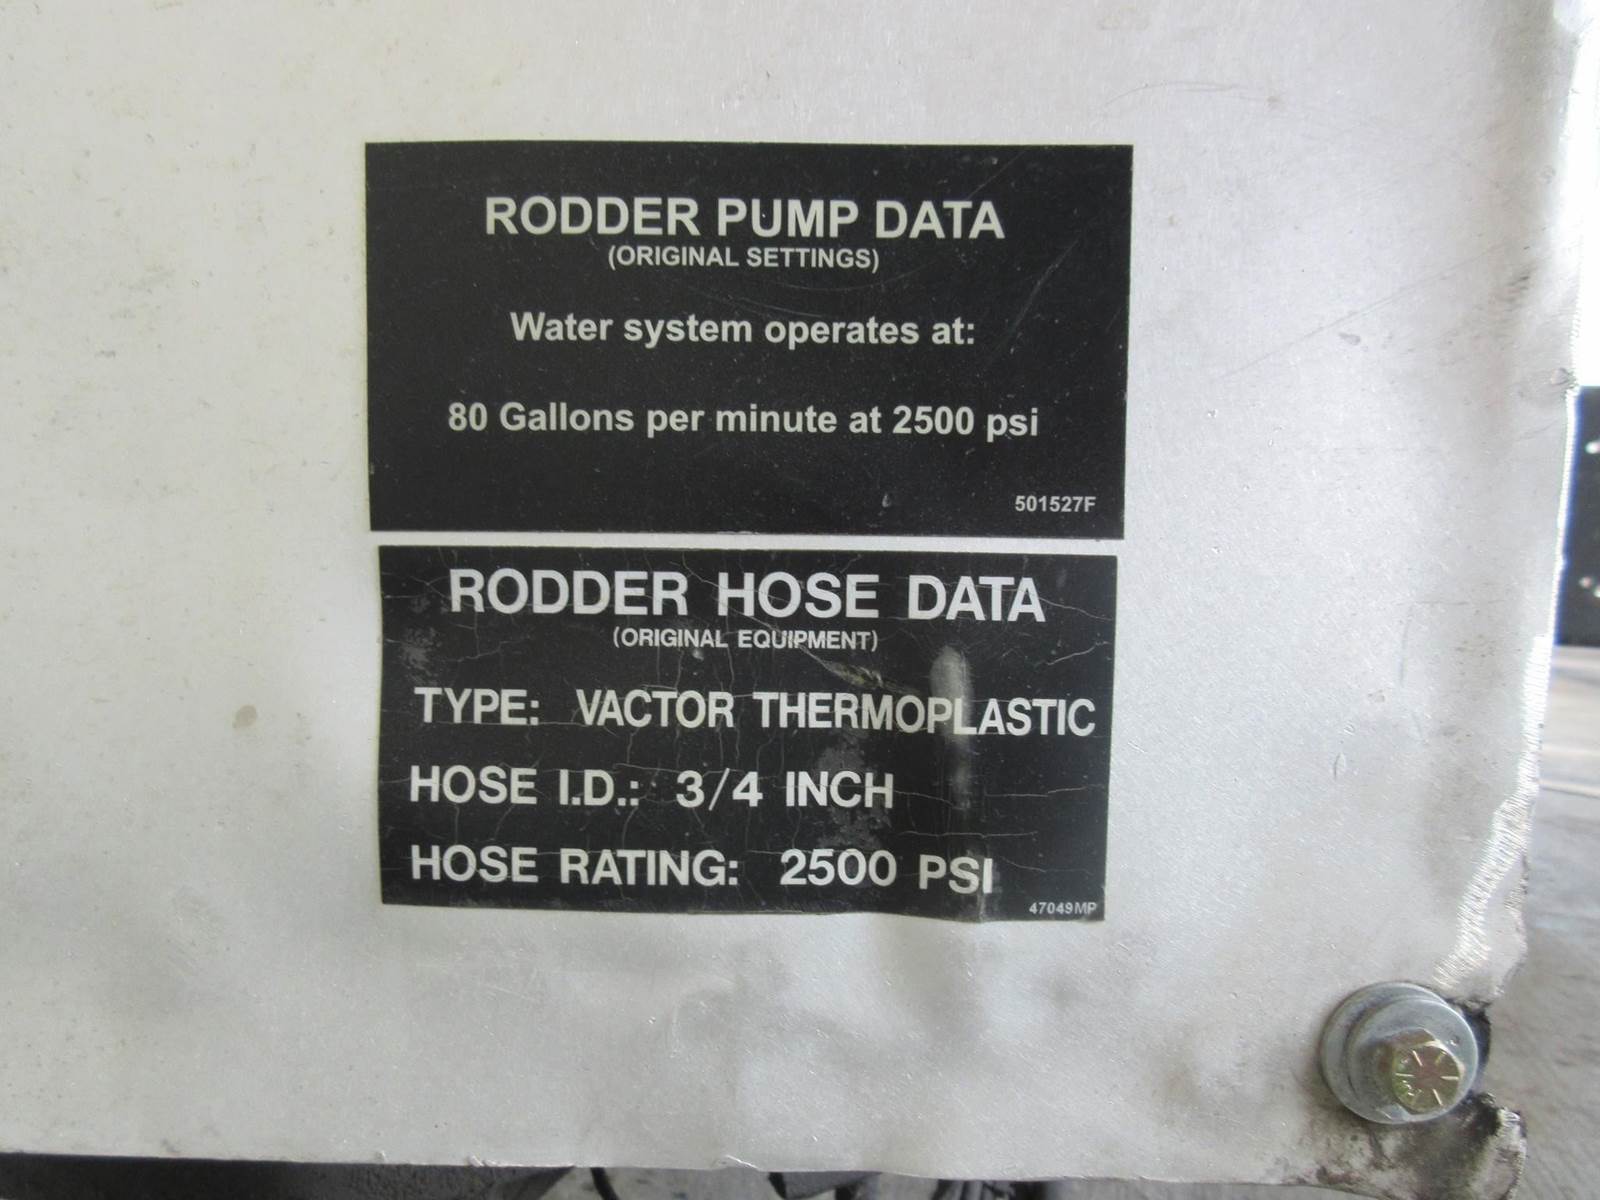 RODDER PUMP DATA
(ORIGINAL SETTINGS)
Water system operates at:
80 Gallons per minute at 2500 psi
501527F
RODDER HOSE DATA
(ORIGINAL EQUIPMENT)
TYPE: VACTOR THERMOPLASTIC
HOSE I.D.: 3/4 INCH
HOSE RATING: 2500 PSI
47049MP